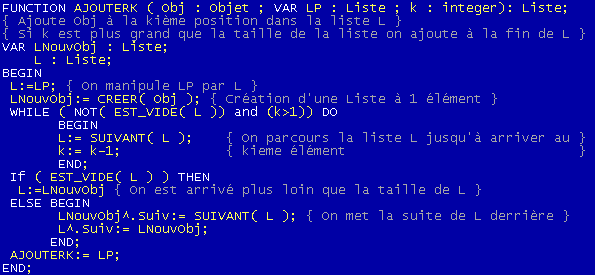 FUNCTION AJOUTERK ( Obj : Objet ; VAR LP : Liste ; k : integer): Liste;
{ Ajoute Obj à la kième position dans la liste L }
{ Si k est plus grand que la taille de la liste on ajoute à la fin de L }
VAR LNouvObj : Liste;
L : Liste;
BEGIN
L:=LP; { On manipule LP par L }
LNOuvObj:= CREER( Obj ); { Création d'une Liste à 1 élément }
WHILE ( NOT( EST_VIDE( L )) and (k>1)) DO
BEGIN
L:= SUIVANT( L ); { On parcours la liste L jusqu'à arriver au }
k:= k-1; { kieme élément }
END;
If ( EST_VIDE( L ) ) THEN
L:=LNouvObj { On est arrivé plus loin que la taille de L }
ELSE BEGIN
LNouvObj^.Suiv:= SUIVANT( L ); { On met la suite de L derrière }
L^.Suiv:= LNouvObj;
END;
AJOUTERK:= LP;
END;